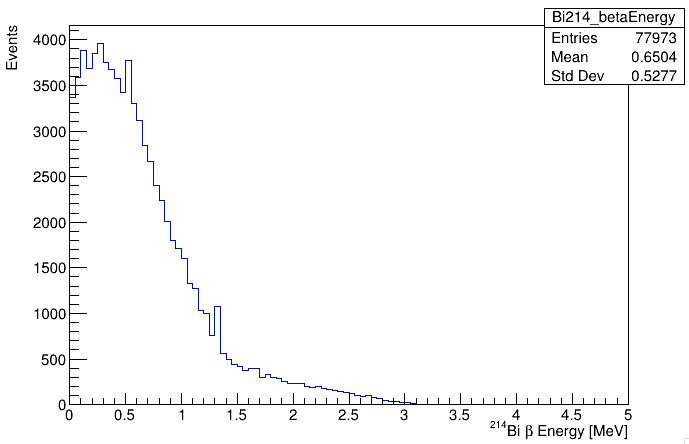 Bi214_betaEnergy
Entries 77973
Mean 0.6504
Std Dev 0.5277
Events
4000
3500
3000
2500
2000
1500
1000
500
0
0 0.5 1 1.5 2 2.5 3 3.5 4 4.5 5
²¹⁴Bi β Energy [MeV]